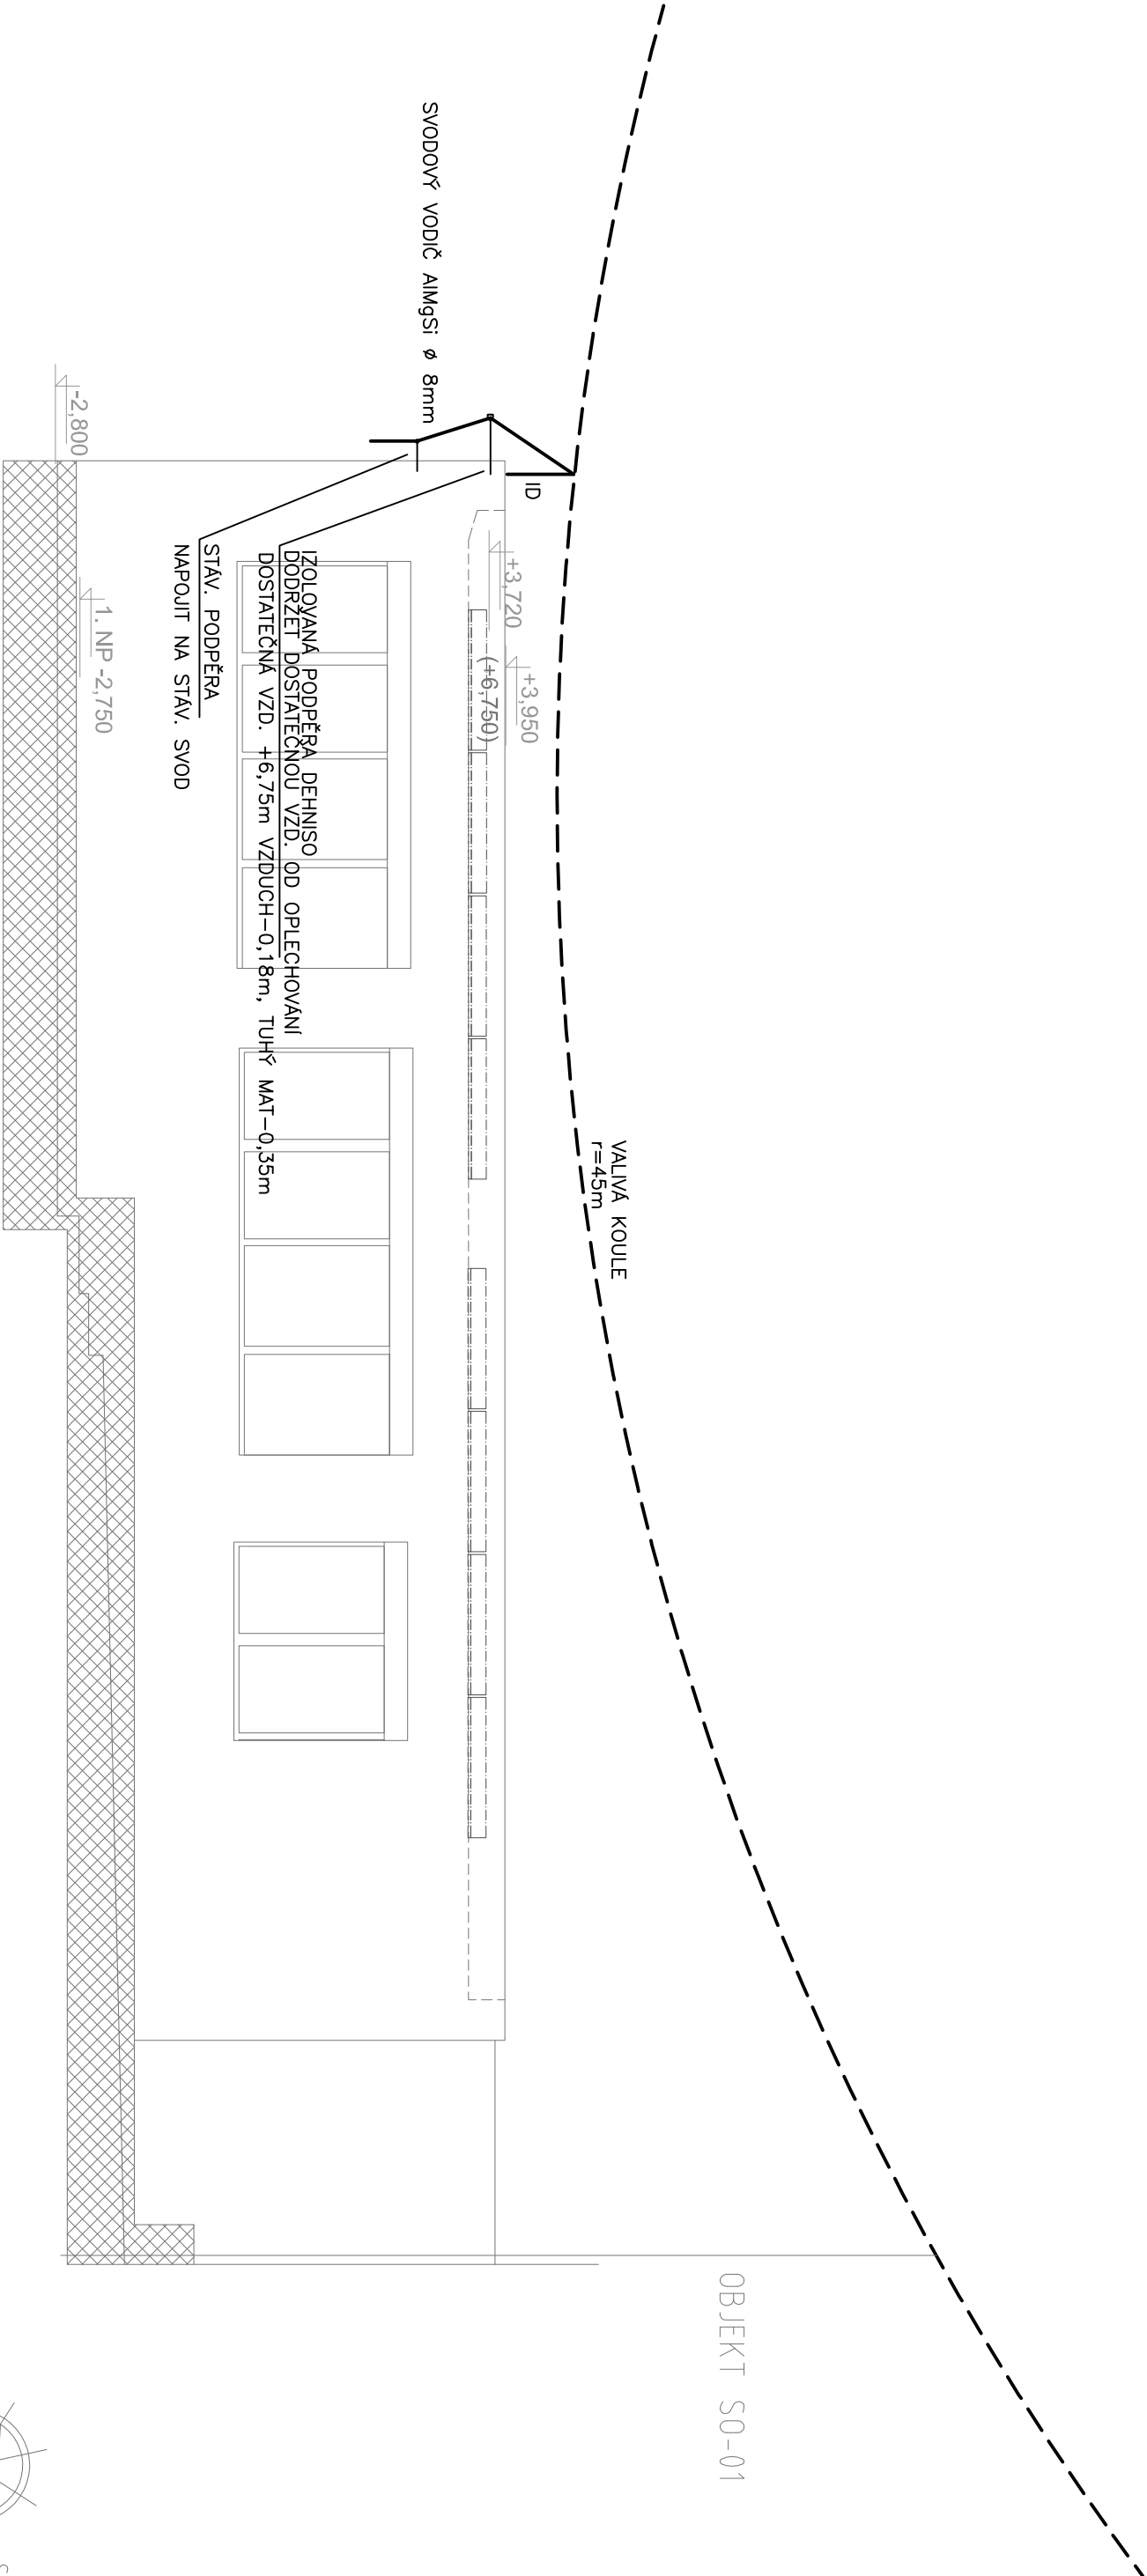 VALIVÁ KOULE
r=45m
OBJEKT SO-01
ID
+3,950
+3,720
(+6,750)
SVODOVÝ VODIČ AlMgSi ø 8mm
IZOLOVANÁ PODPĚRA DEHNISO
DODRŽET DOSTATEČNOU VZD. OD OPLECHOVÁNÍ
DOSTATEČNÁ VZD. +6,75m VZDUCH-0,18m, TUHÝ MAT-0,35m
STÁV. PODPĚRA
NAPOJIT NA STÁV. SVOD
1. NP -2,750
-2,800